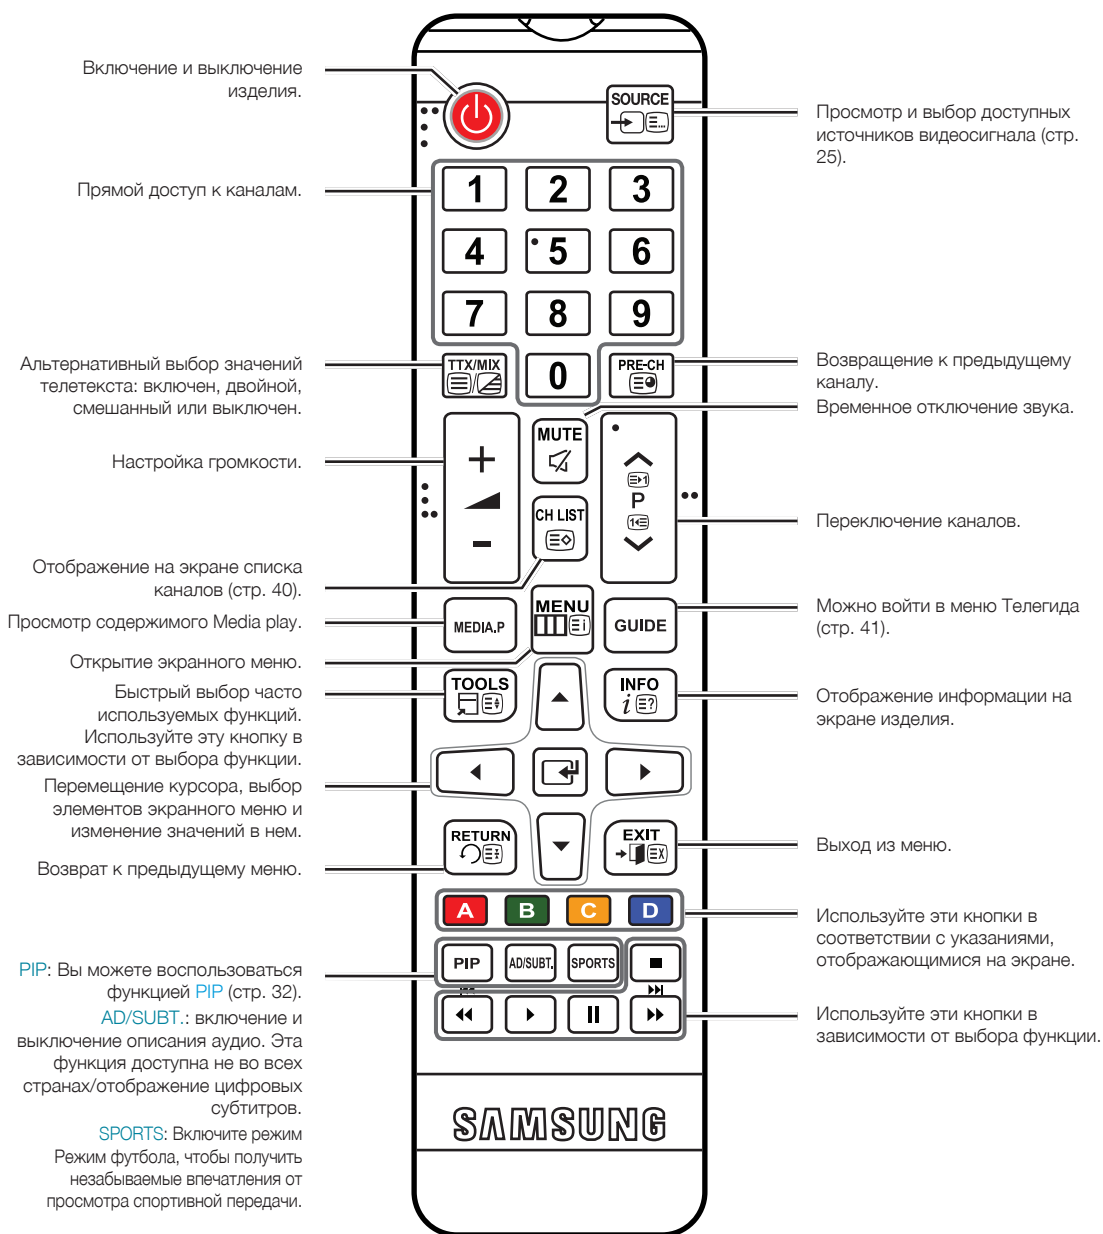 Включение и выключение
изделия.
SOURCE
Просмотр и выбор доступных
источников видеосигнала (стр.
25).
Прямой доступ к каналам.
1 2 3
4 5 6
7 8 9
Альтернативный выбор значений
телетекста: включен, двойной,
смешанный или выключен.
TTX/MIX
0
PRE-CH
Возвращение к предыдущему
каналу.
Временное отключение звука.
MUTE
Настройка громкости.
+
-
CH LIST
1
P
1
Переключение каналов.
Отображение на экране списка
каналов (стр. 40).
Просмотр содержимого Media play.
MEDIA.P
MENU
i
GUIDE
Можно войти в меню Телегида
(стр. 41).
Открытие экранного меню.
Быстрый выбор часто
используемых функций.
Используйте эту кнопку в
зависимости от выбора функции.
TOOLS
INFO
i ?
Отображение информации на
экране изделия.
Перемещение курсора, выбор
элементов экранного меню и
изменение значений в нем.
Возврат к предыдущему меню.
RETURN
EXIT
X
Выход из меню.
A B C D
Используйте эти кнопки в
соответствии с указаниями,
отображающимися на экране.
PIP AD/SUBT. SPORTS
PIP: Вы можете воспользоваться
функцией PIP (стр. 32).
AD/SUBT.: включение и
выключение описания аудио. Эта
функция доступна не во всех
странах/отображение цифровых
субтитров.
SPORTS: Включите режим
Режим футбола, чтобы получить
незабываемые впечатления от
просмотра спортивной передачи.
Используйте эти кнопки в
зависимости от выбора функции.
SAMSUNG